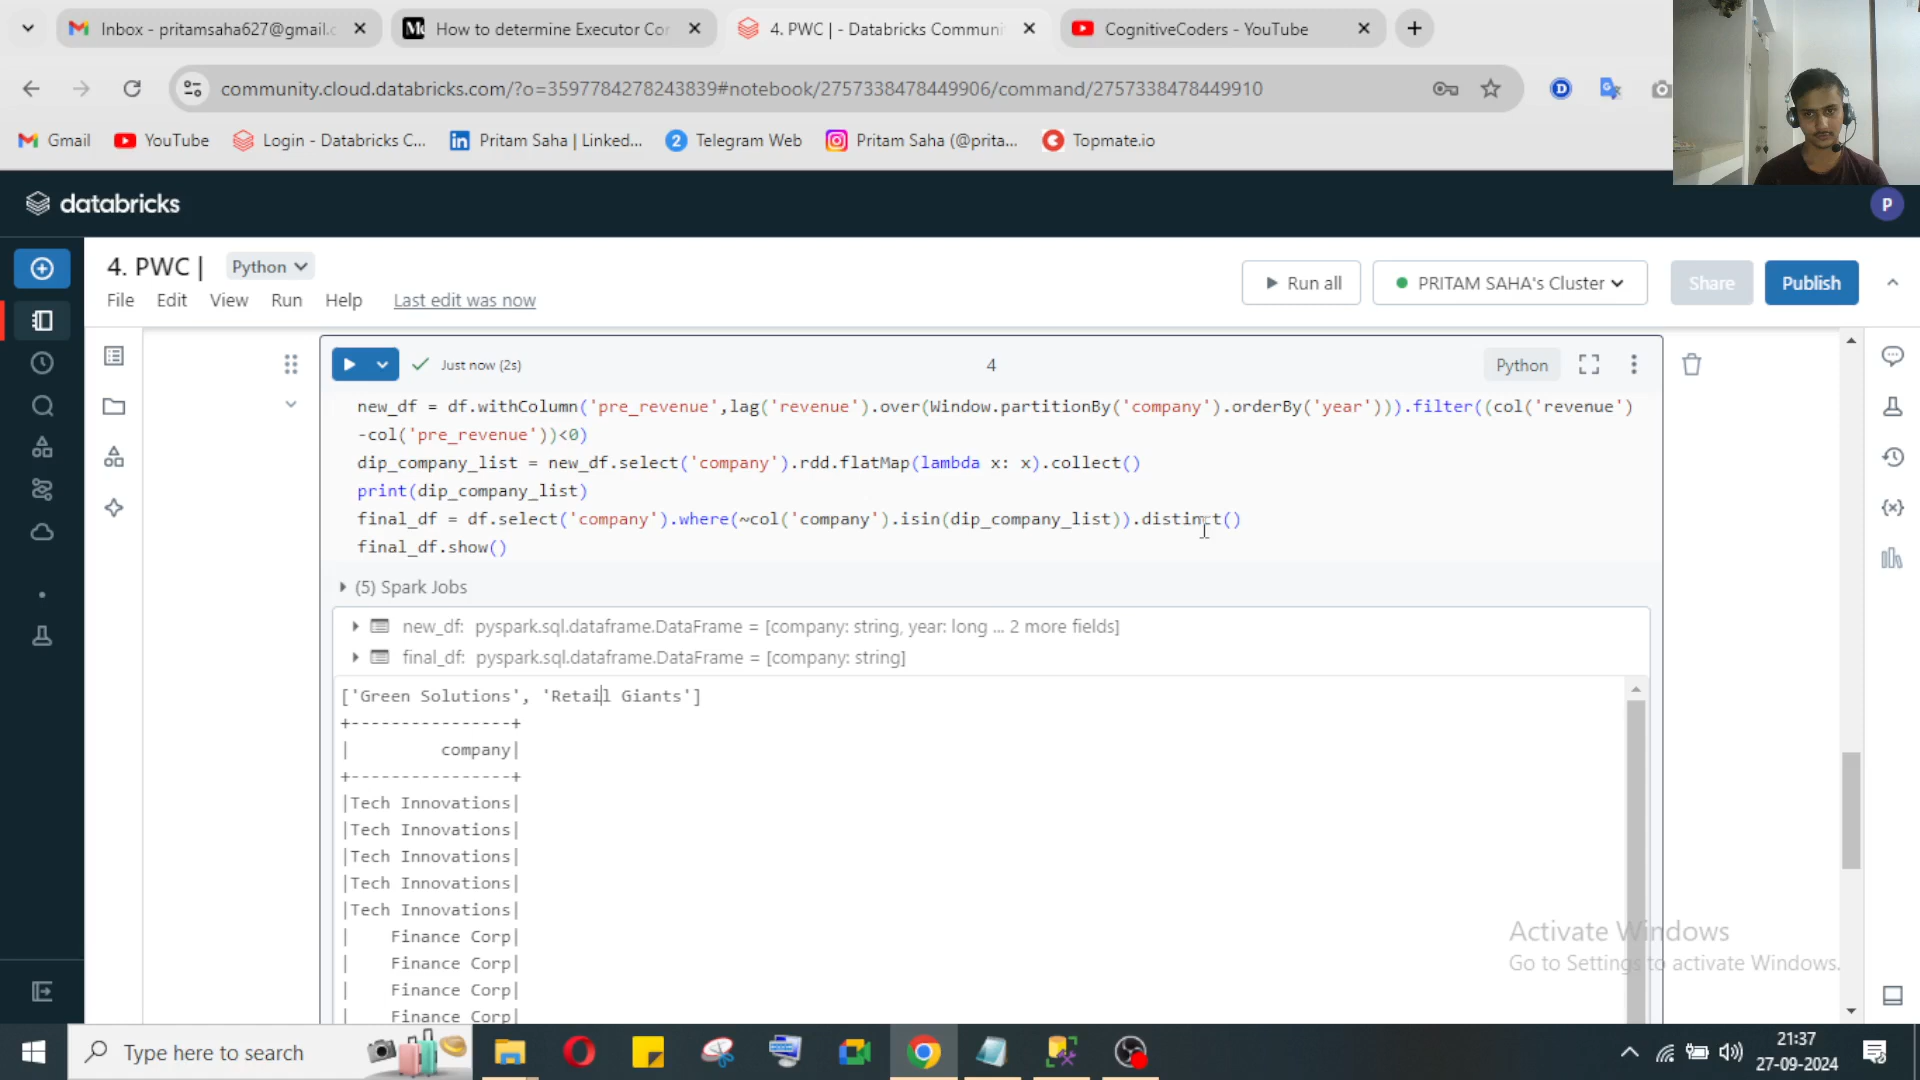 Inbox - pritamsaha627@gmail.c
How to determine Executor Cor
4. PWC | - Databricks Communi
CognitiveCoders - YouTube
community.cloud.databricks.com/?o=3597784278243839#notebook/2757338478449906/command/2757338478449910
Gmail
YouTube
Login - Databricks C...
Pritam Saha | Linked...
2 Telegram Web
Pritam Saha (@prita...
Topmate.io
databricks
P
4. PWC |
Python
File Edit View Run Help Last edit was now
Run all
PRITAM SAHA's Cluster
Share
Publish
Just now (2s)
4
Python
new_df = df.withColumn('pre_revenue',lag('revenue').over(Window.partitionBy('company').orderBy('year'))).filter((col('revenue')
-col('pre_revenue'))<0)
dip_company_list = new_df.select('company').rdd.flatMap(lambda x: x).collect()
print(dip_company_list)
final_df = df.select('company').where(~col('company').isin(dip_company_list)).distinct()
final_df.show()
(5) Spark Jobs
new_df: pyspark.sql.dataframe.DataFrame = [company: string, year: long ... 2 more fields]
final_df: pyspark.sql.dataframe.DataFrame = [company: string]
['Green Solutions', 'Retail Giants']
+----------------+
|         company|
+----------------+
|Tech Innovations|
|Tech Innovations|
|Tech Innovations|
|Tech Innovations|
|Tech Innovations|
|    Finance Corp|
|    Finance Corp|
|    Finance Corp|
|    Finance Corp|
Activate Windows
Go to Settings to activate Windows.
Type here to search
21:37
27-09-2024